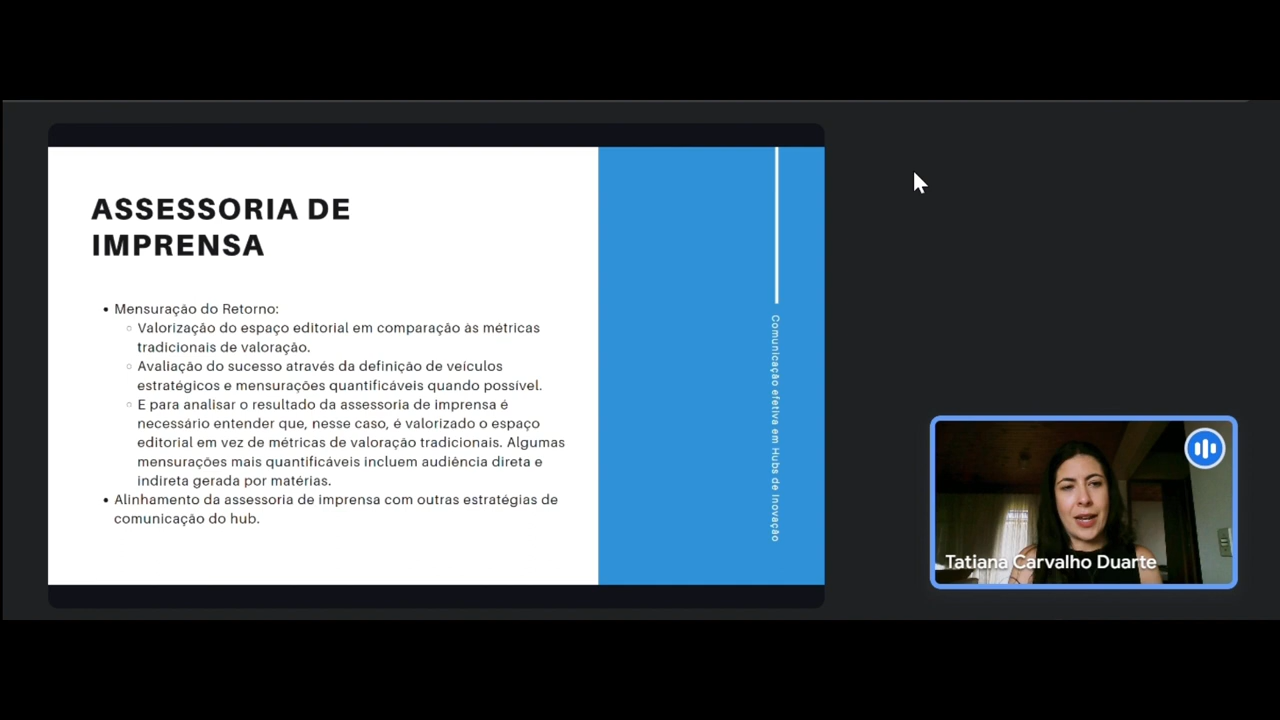 ASSESSORIA DE
IMPRENSA
Mensuração do Retorno:
Valorização do espaço editorial em comparação às métricas
tradicionais de valoração.
Avaliação do sucesso através da definição de veículos
estratégicos e mensurações quantificáveis quando possível.
E para analisar o resultado da assessoria de imprensa é
necessário entender que, nesse caso, é valorizado o espaço
editorial em vez de métricas de valoração tradicionais. Algumas
mensurações mais quantificáveis incluem audiência direta e
indireta gerada por matérias.
Alinhamento da assessoria de imprensa com outras estratégias de
comunicação do hub.
Comunicação efetiva em Hubs de Inovação
Tatiana Carvalho Duarte